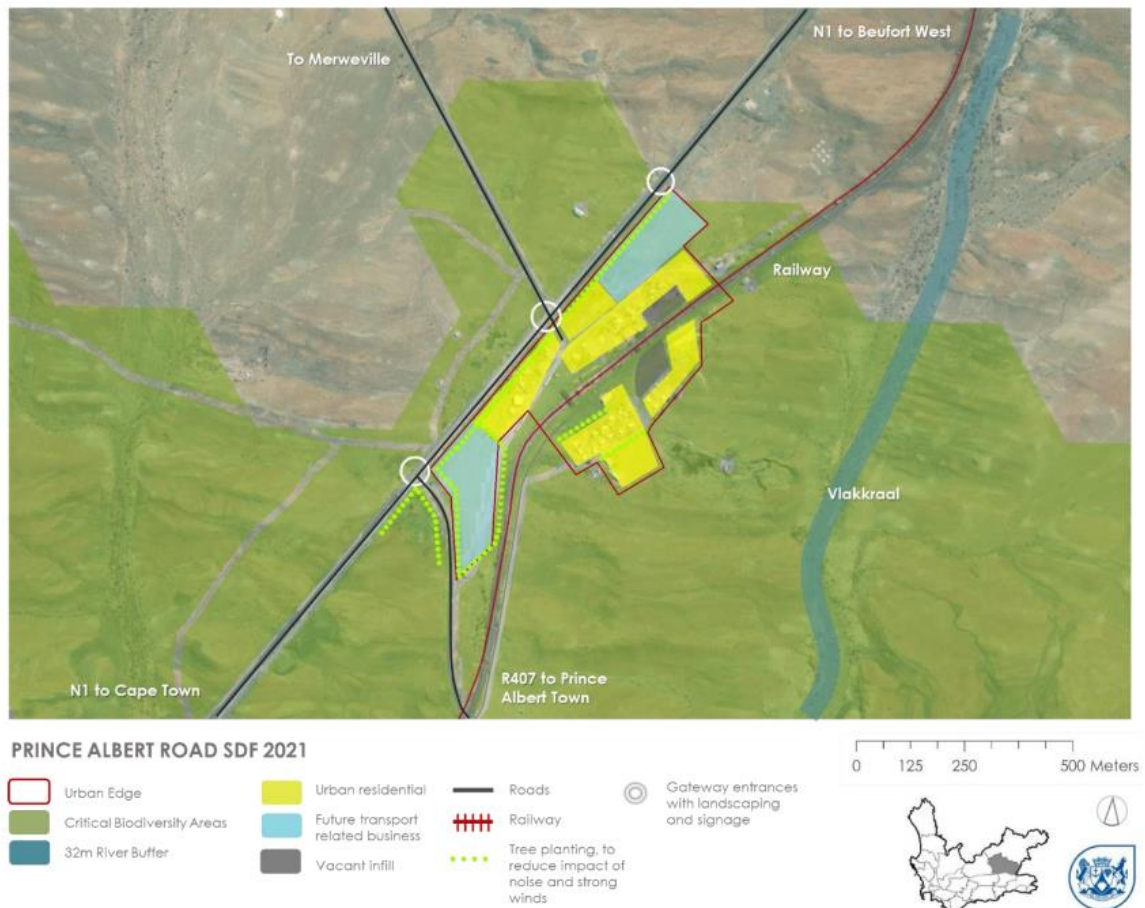 N1 to Beufort West
To Merweville
Railway
Vlakkraal
N1 to Cape Town
R407 to Prince
Albert Town
PRINCE ALBERT ROAD SDF 2021
Urban Edge
Critical Biodiversity Areas
32m River Buffer
Urban residential
Future transport
related business
Vacant infill
Roads
Railway
Tree planting, to
reduce impact of
noise and strong
winds
Gateway entrances
with landscaping
and signage
0 125 250 500 Meters